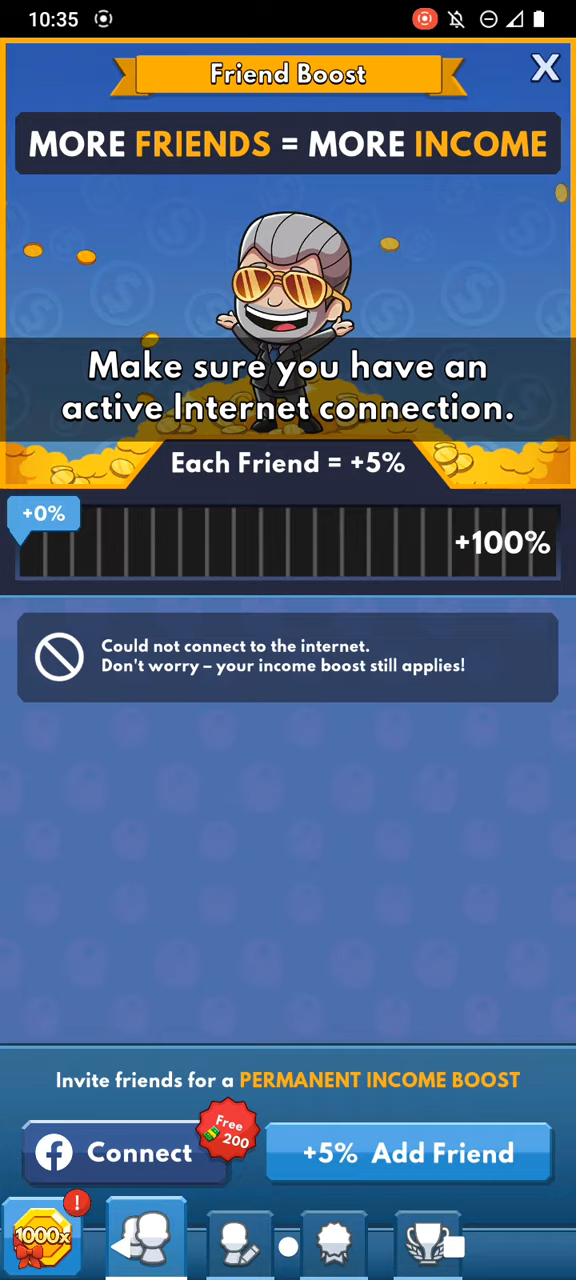 10:35
Friend Boost
X
MORE FRIENDS = MORE INCOME
Make sure you have an
active Internet connection.
Each Friend = +5%
+0%
+100%
Could not connect to the internet.
Don't worry – your income boost still applies!
Invite friends for a PERMANENT INCOME BOOST
Free
200
Connect
+5% Add Friend
!
1000x